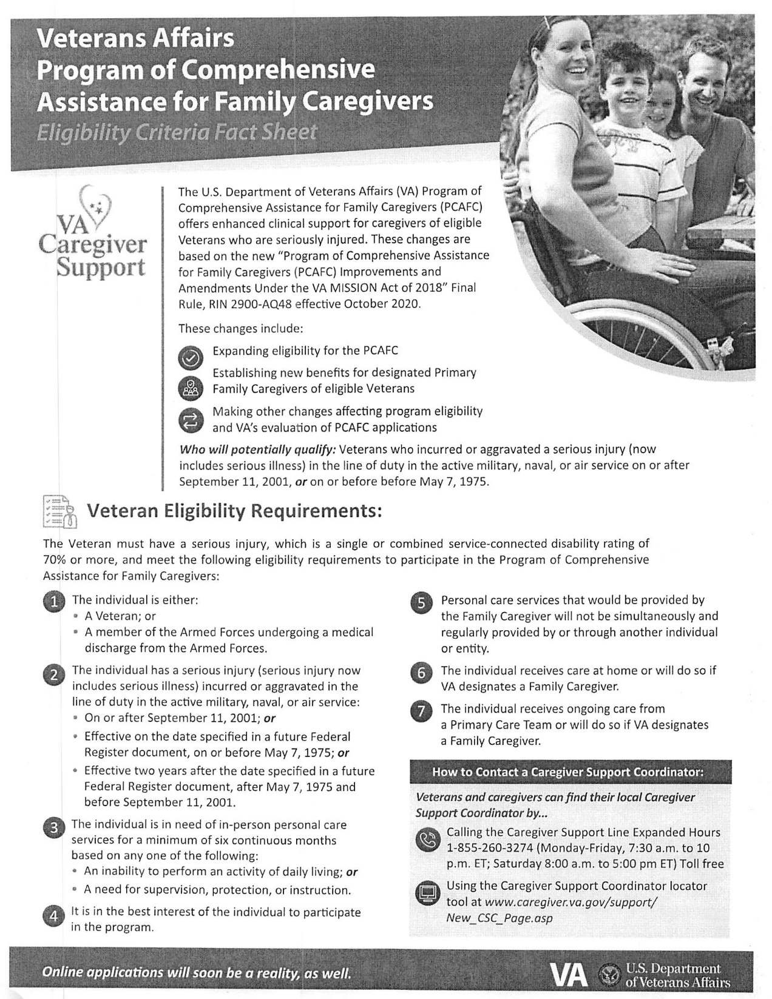 Veterans Affairs
Program of Comprehensive
Assistance for Family Caregivers
Eligibility Criteria Fact Sheet
VA
Caregiver
Support
The U.S. Department of Veterans Affairs (VA) Program of
Comprehensive Assistance for Family Caregivers (PCAFC)
offers enhanced clinical support for caregivers of eligible
Veterans who are seriously injured. These changes are
based on the new "Program of Comprehensive Assistance
for Family Caregivers (PCAFC) Improvements and
Amendments Under the VA MISSION Act of 2018" Final
Rule, RIN 2900-AQ48 effective October 2020.
These changes include:
Expanding eligibility for the PCAFC
Establishing new benefits for designated Primary
Family Caregivers of eligible Veterans
Making other changes affecting program eligibility
and VA's evaluation of PCAFC applications
Who will potentially qualify: Veterans who incurred or aggravated a serious injury (now
includes serious illness) in the line of duty in the active military, naval, or air service on or after
September 11, 2001, or on or before before May 7, 1975.
Veteran Eligibility Requirements:
The Veteran must have a serious injury, which is a single or combined service-connected disability rating of
70% or more, and meet the following eligibility requirements to participate in the Program of Comprehensive
Assistance for Family Caregivers:
1 The individual is either:
• A Veteran; or
• A member of the Armed Forces undergoing a medical
discharge from the Armed Forces.
2 The individual has a serious injury (serious injury now
includes serious illness) incurred or aggravated in the
line of duty in the active military, naval, or air service:
• On or after September 11, 2001; or
• Effective on the date specified in a future Federal
Register document, on or before May 7, 1975; or
• Effective two years after the date specified in a future
Federal Register document, after May 7, 1975 and
before September 11, 2001.
3 The individual is in need of in-person personal care
services for a minimum of six continuous months
based on any one of the following:
• An inability to perform an activity of daily living; or
• A need for supervision, protection, or instruction.
4 It is in the best interest of the individual to participate
in the program.
5 Personal care services that would be provided by
the Family Caregiver will not be simultaneously and
regularly provided by or through another individual
or entity.
6 The individual receives care at home or will do so if
VA designates a Family Caregiver.
7 The individual receives ongoing care from
a Primary Care Team or will do so if VA designates
a Family Caregiver.
How to Contact a Caregiver Support Coordinator:
Veterans and caregivers can find their local Caregiver
Support Coordinator by...
Calling the Caregiver Support Line Expanded Hours
1-855-260-3274 (Monday-Friday, 7:30 a.m. to 10
p.m. ET; Saturday 8:00 a.m. to 5:00 pm ET) Toll free
Using the Caregiver Support Coordinator locator
tool at www.caregiver.va.gov/support/
New_CSC_Page.asp
Online applications will soon be a reality, as well.
VA
U.S. Department
of Veterans Affairs